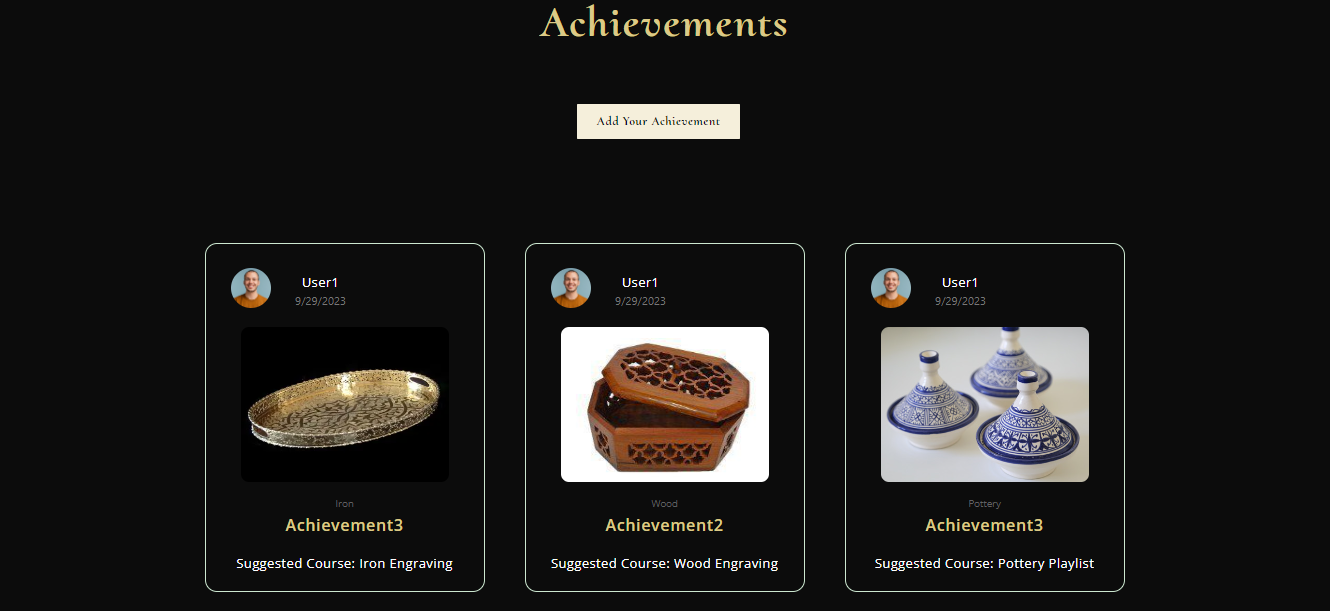 Achievements
Add Your Achievement
User1
9/29/2023
Iron
Achievement3
Suggested Course: Iron Engraving
User1
9/29/2023
Wood
Achievement2
Suggested Course: Wood Engraving
User1
9/29/2023
Pottery
Achievement3
Suggested Course: Pottery Playlist